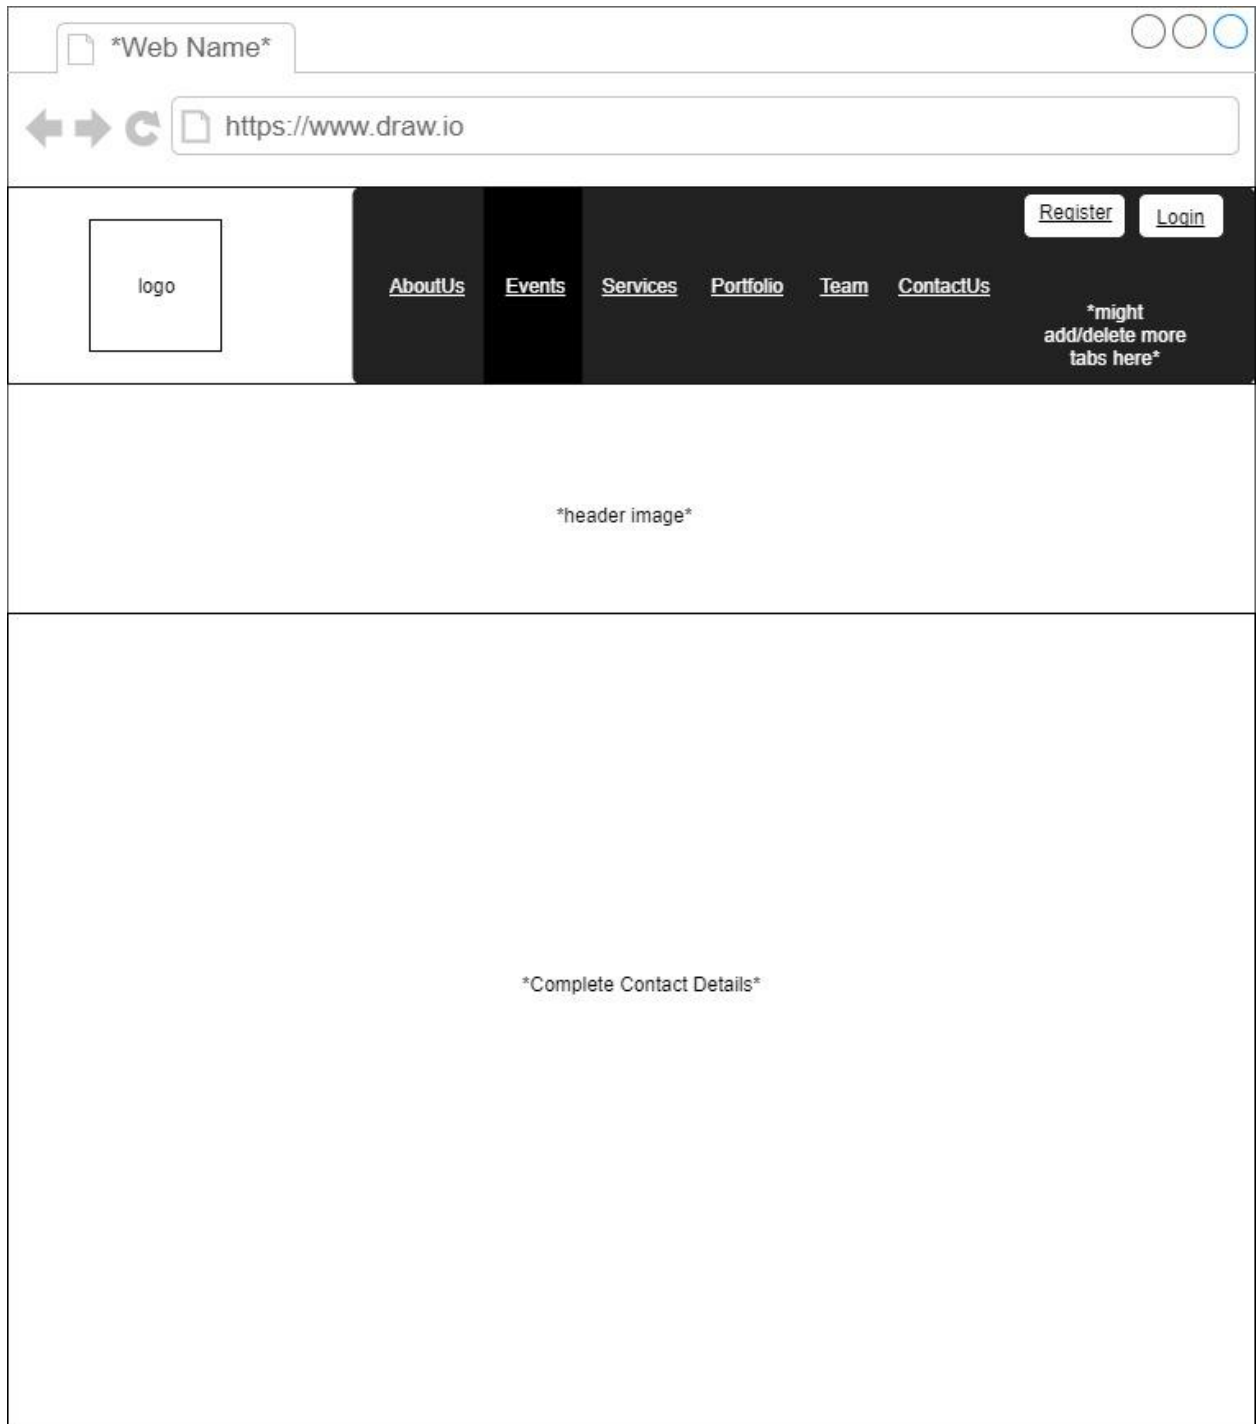 *Web Name*
https://www.draw.io
Register Login
logo
AboutUs Events Services Portfolio Team ContactUs
*might
add/delete more
tabs here*
*header image*
*Complete Contact Details*